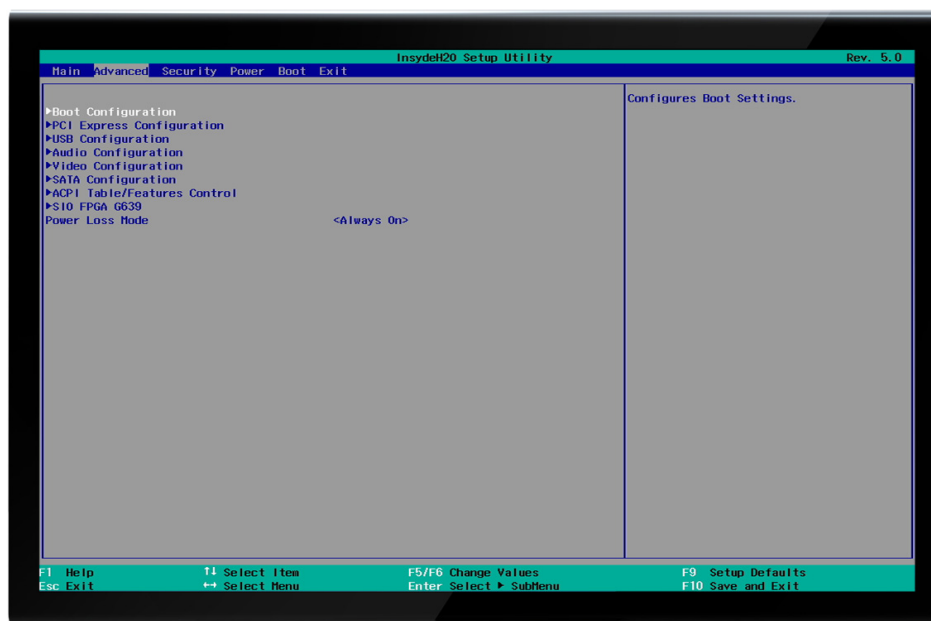 InsydeH20 Setup Utility Rev. 5.0
Main Advanced Security Power Boot Exit
▶Boot Configuration
▶PCI Express Configuration
▶USB Configuration
▶Audio Configuration
▶Video Configuration
▶SATA Configuration
▶ACPI Table/Features Control
▶SIO FPGA G639
Power Loss Mode <Always On>
Configures Boot Settings.
F1 Help ↑↓ Select Item F5/F6 Change Values F9 Setup Defaults
Esc Exit ↔ Select Menu Enter Select ▶ SubMenu F10 Save and Exit